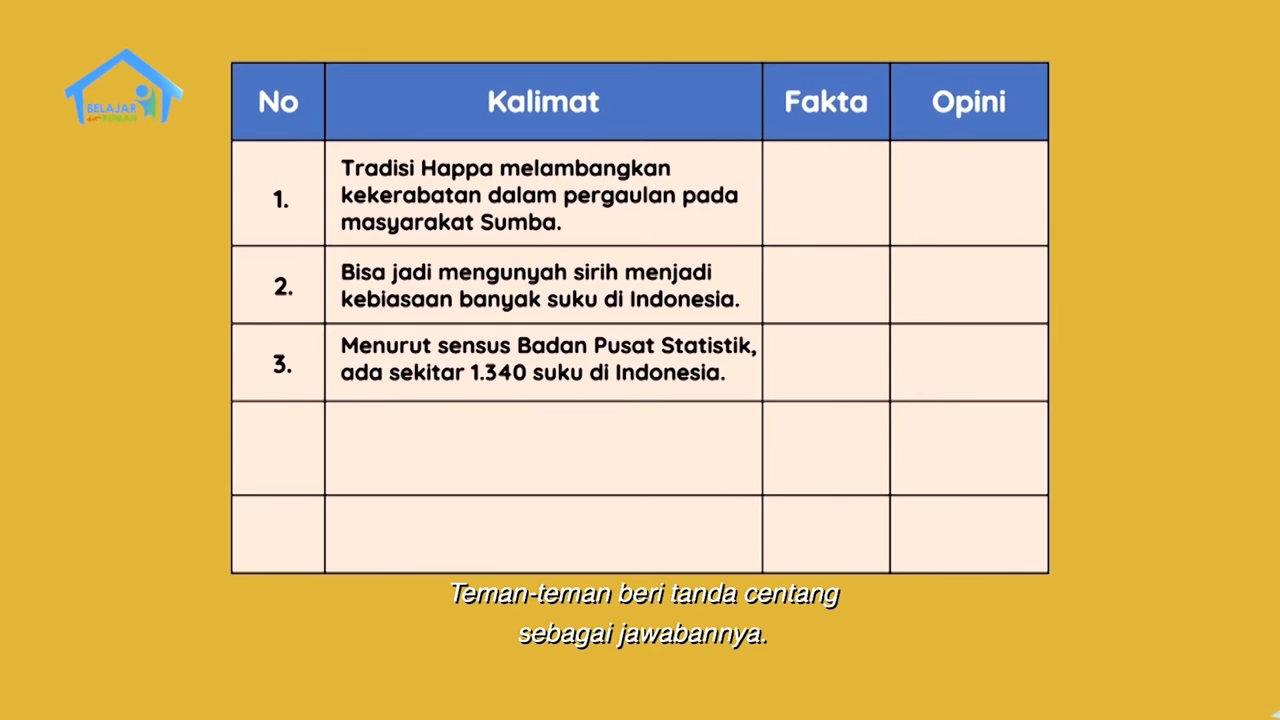 BELAJAR
dari RUMAH
No Kalimat Fakta Opini
1. Tradisi Happa melambangkan
kekerabatan dalam pergaulan pada
masyarakat Sumba.
2. Bisa jadi mengunyah sirih menjadi
kebiasaan banyak suku di Indonesia.
3. Menurut sensus Badan Pusat Statistik,
ada sekitar 1.340 suku di Indonesia.
Teman-teman beri tanda centang
sebagai jawabannya.